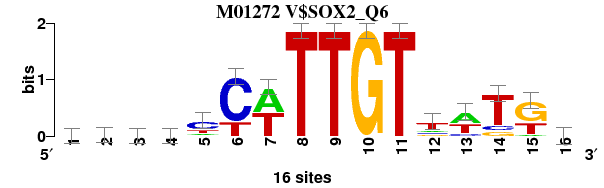 M01272 V$SOX2_Q6
2
bits
1
0
C A T T G T A T G
1 2 3 4 5 6 7 8 9 10 11 12 13 14 15 16
5′ 3′
16 sites